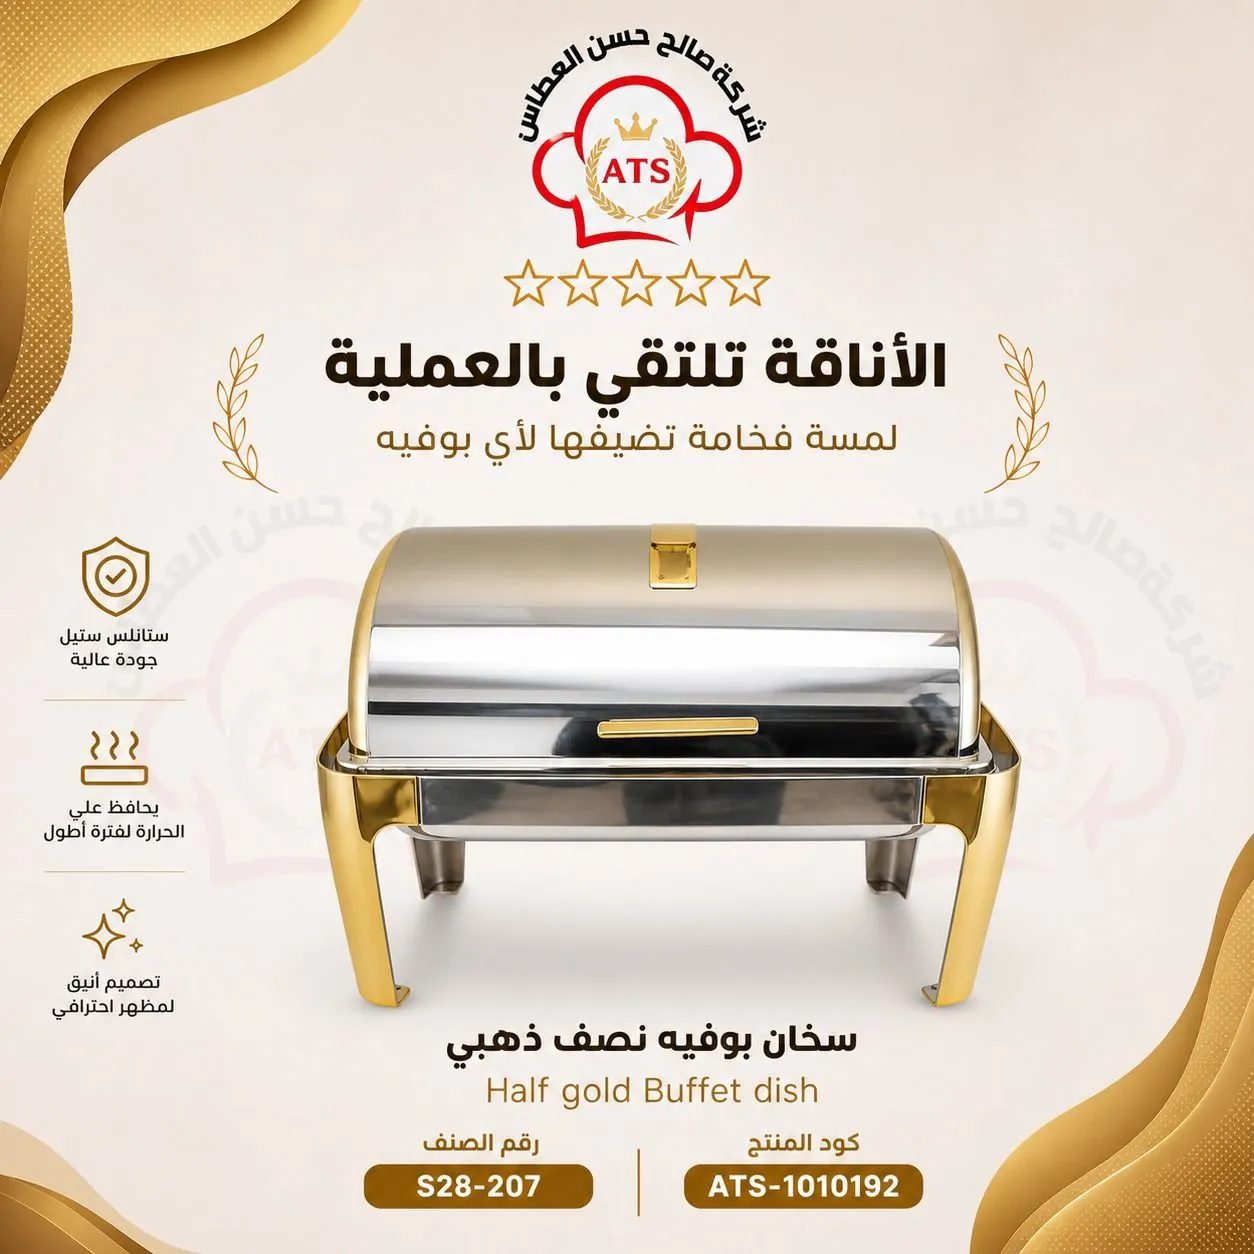 شركة صالح حسن العطاس
ATS
الأناقة تلتقي بالعملية
لمسة فخامة تضيفها لأي بوفيه
ستانلس ستيل
جودة عالية
يحافظ علي
الحرارة لفترة أطول
تصميم أنيق
لمظهر احترافي
سخان بوفيه نصف ذهبي
Half gold Buffet dish
كود المنتج
ATS-1010192
رقم الصنف
S28-207